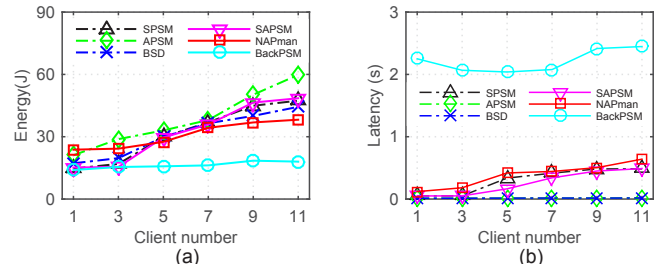 90
60
30
0
Energy(J)
SPSM
APSM
BSD
SAPSM
NAPman
BackPSM
1 3 5 7 9 11
Client number
(a)
3
2
1
0
Latency (s)
SPSM
APSM
BSD
SAPSM
NAPman
BackPSM
1 3 5 7 9 11
Client number
(b)